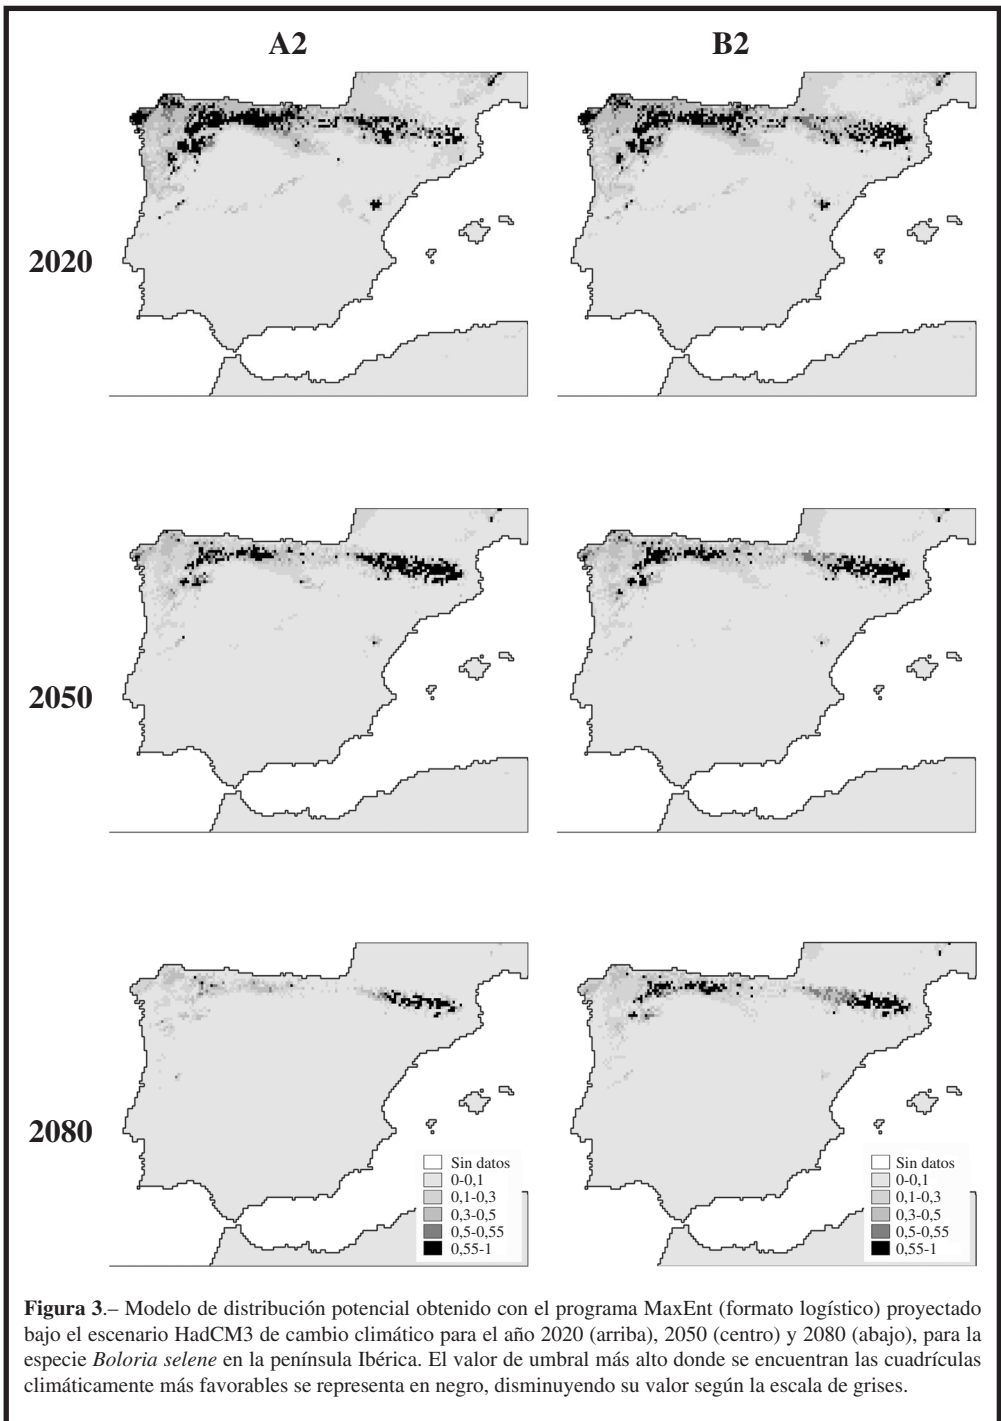 A2
B2
2020
2050
2080
Sin datos
0-0,1
0,1-0,3
0,3-0,5
0,5-0,55
0,55-1
Sin datos
0-0,1
0,1-0,3
0,3-0,5
0,5-0,55
0,55-1
Figura 3.– Modelo de distribución potencial obtenido con el programa MaxEnt (formato logístico) proyectado
bajo el escenario HadCM3 de cambio climático para el año 2020 (arriba), 2050 (centro) y 2080 (abajo), para la
especie Boloria selene en la península Ibérica. El valor de umbral más alto donde se encuentran las cuadrículas
climáticamente más favorables se representa en negro, disminuyendo su valor según la escala de grises.